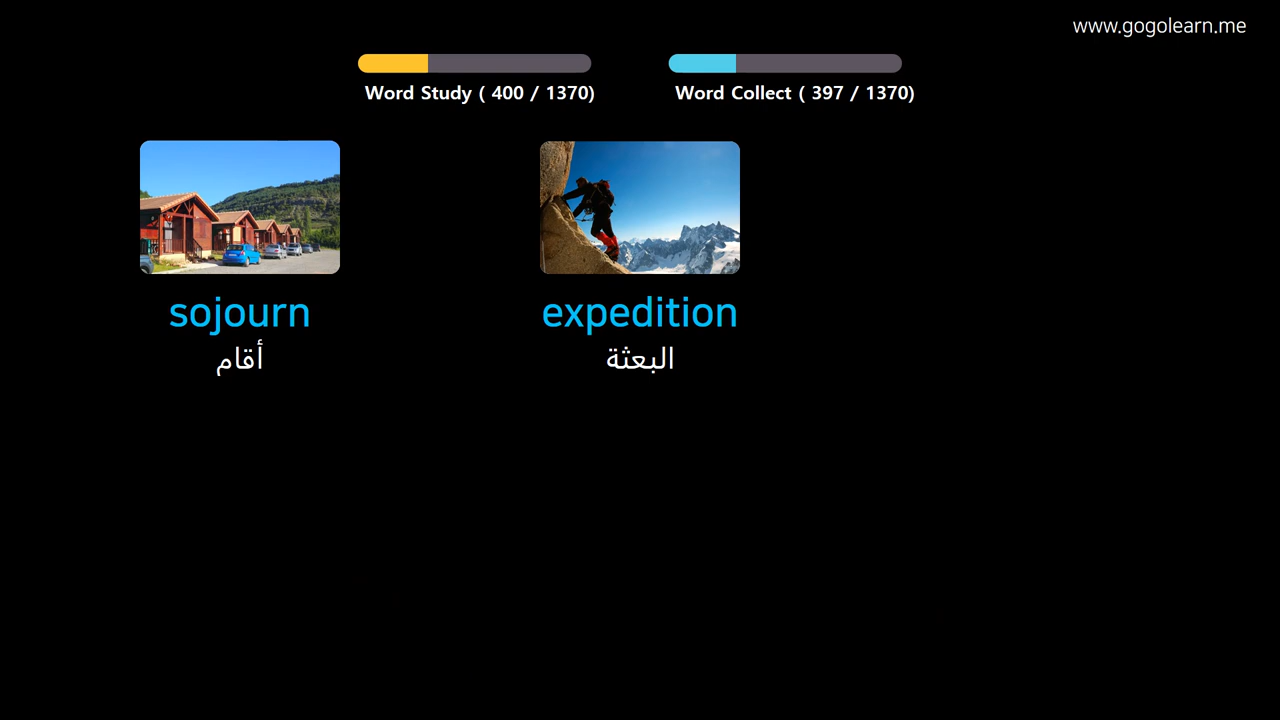 www.gogolearn.me
Word Study ( 400 / 1370)
Word Collect ( 397 / 1370)
sojourn
أقام
expedition
البعثة